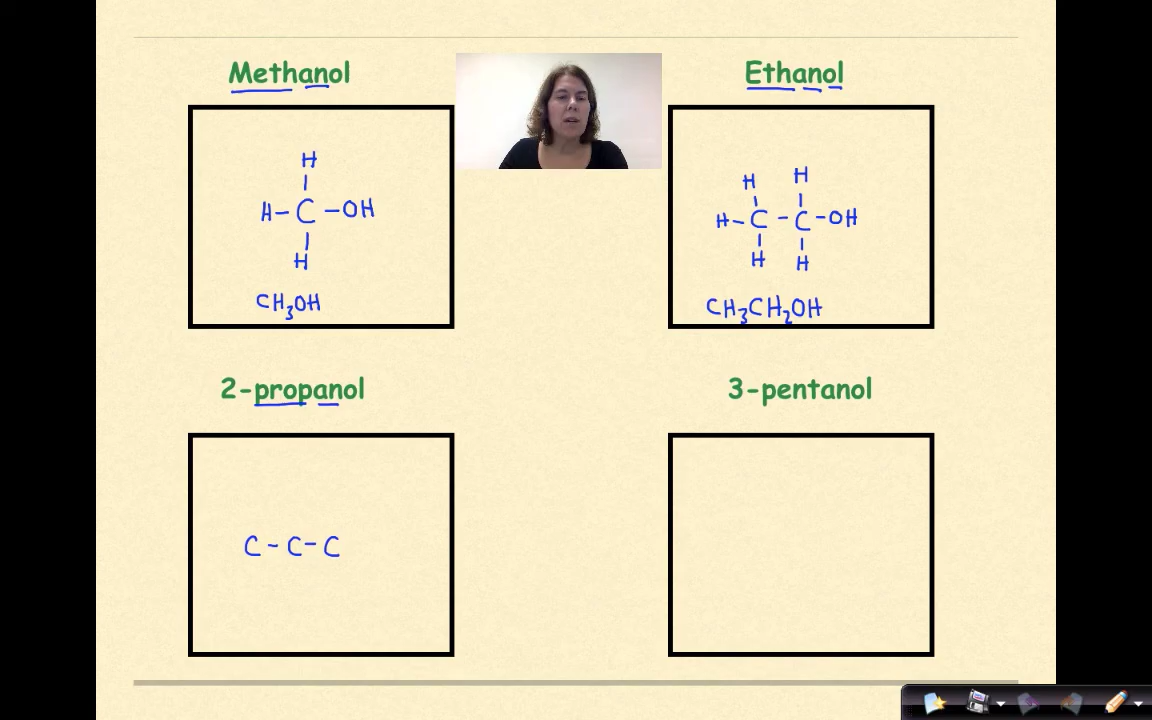 Methanol
H
H-C-OH
H
CH₃OH
Ethanol
H H
H-C-C-OH
H H
CH₃CH₂OH
2-propanol
C-C-C
3-pentanol